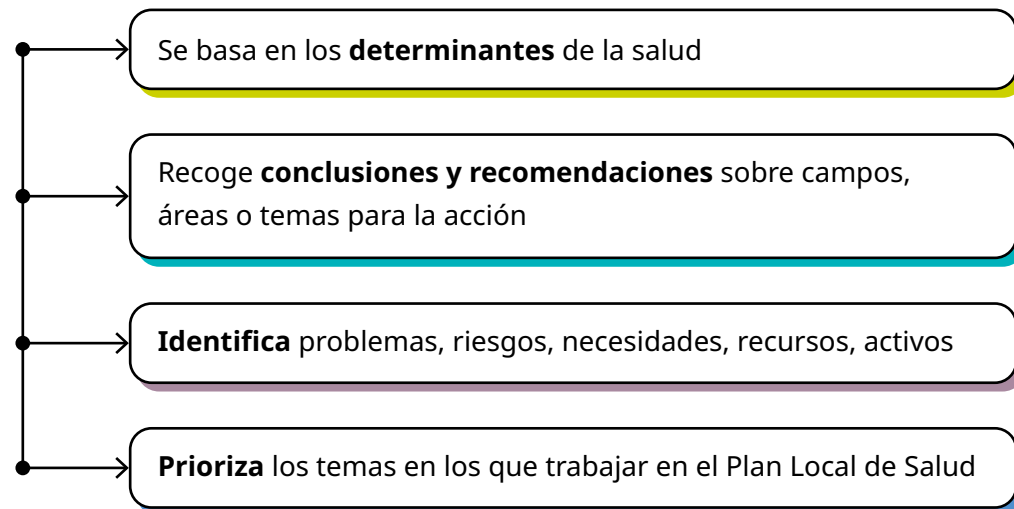 Se basa en los determinantes de la salud
Recoge conclusiones y recomendaciones sobre campos,
áreas o temas para la acción
Identifica problemas, riesgos, necesidades, recursos, activos
Prioriza los temas en los que trabajar en el Plan Local de Salud